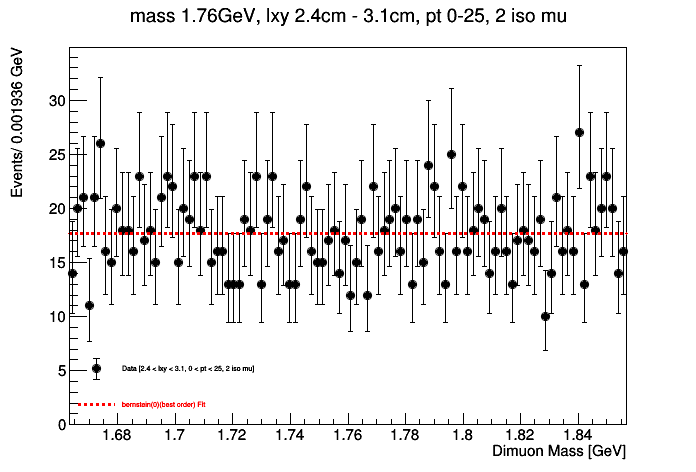 mass 1.76GeV, lxy 2.4cm - 3.1cm, pt 0-25, 2 iso mu
Events/ 0.001936 GeV
30
25
20
15
10
5
0
Data [2.4 < lxy < 3.1, 0 < pt < 25, 2 iso mu]
bernstein(0)(best order) Fit
1.68 1.7 1.72 1.74 1.76 1.78 1.8 1.82 1.84
Dimuon Mass [GeV]